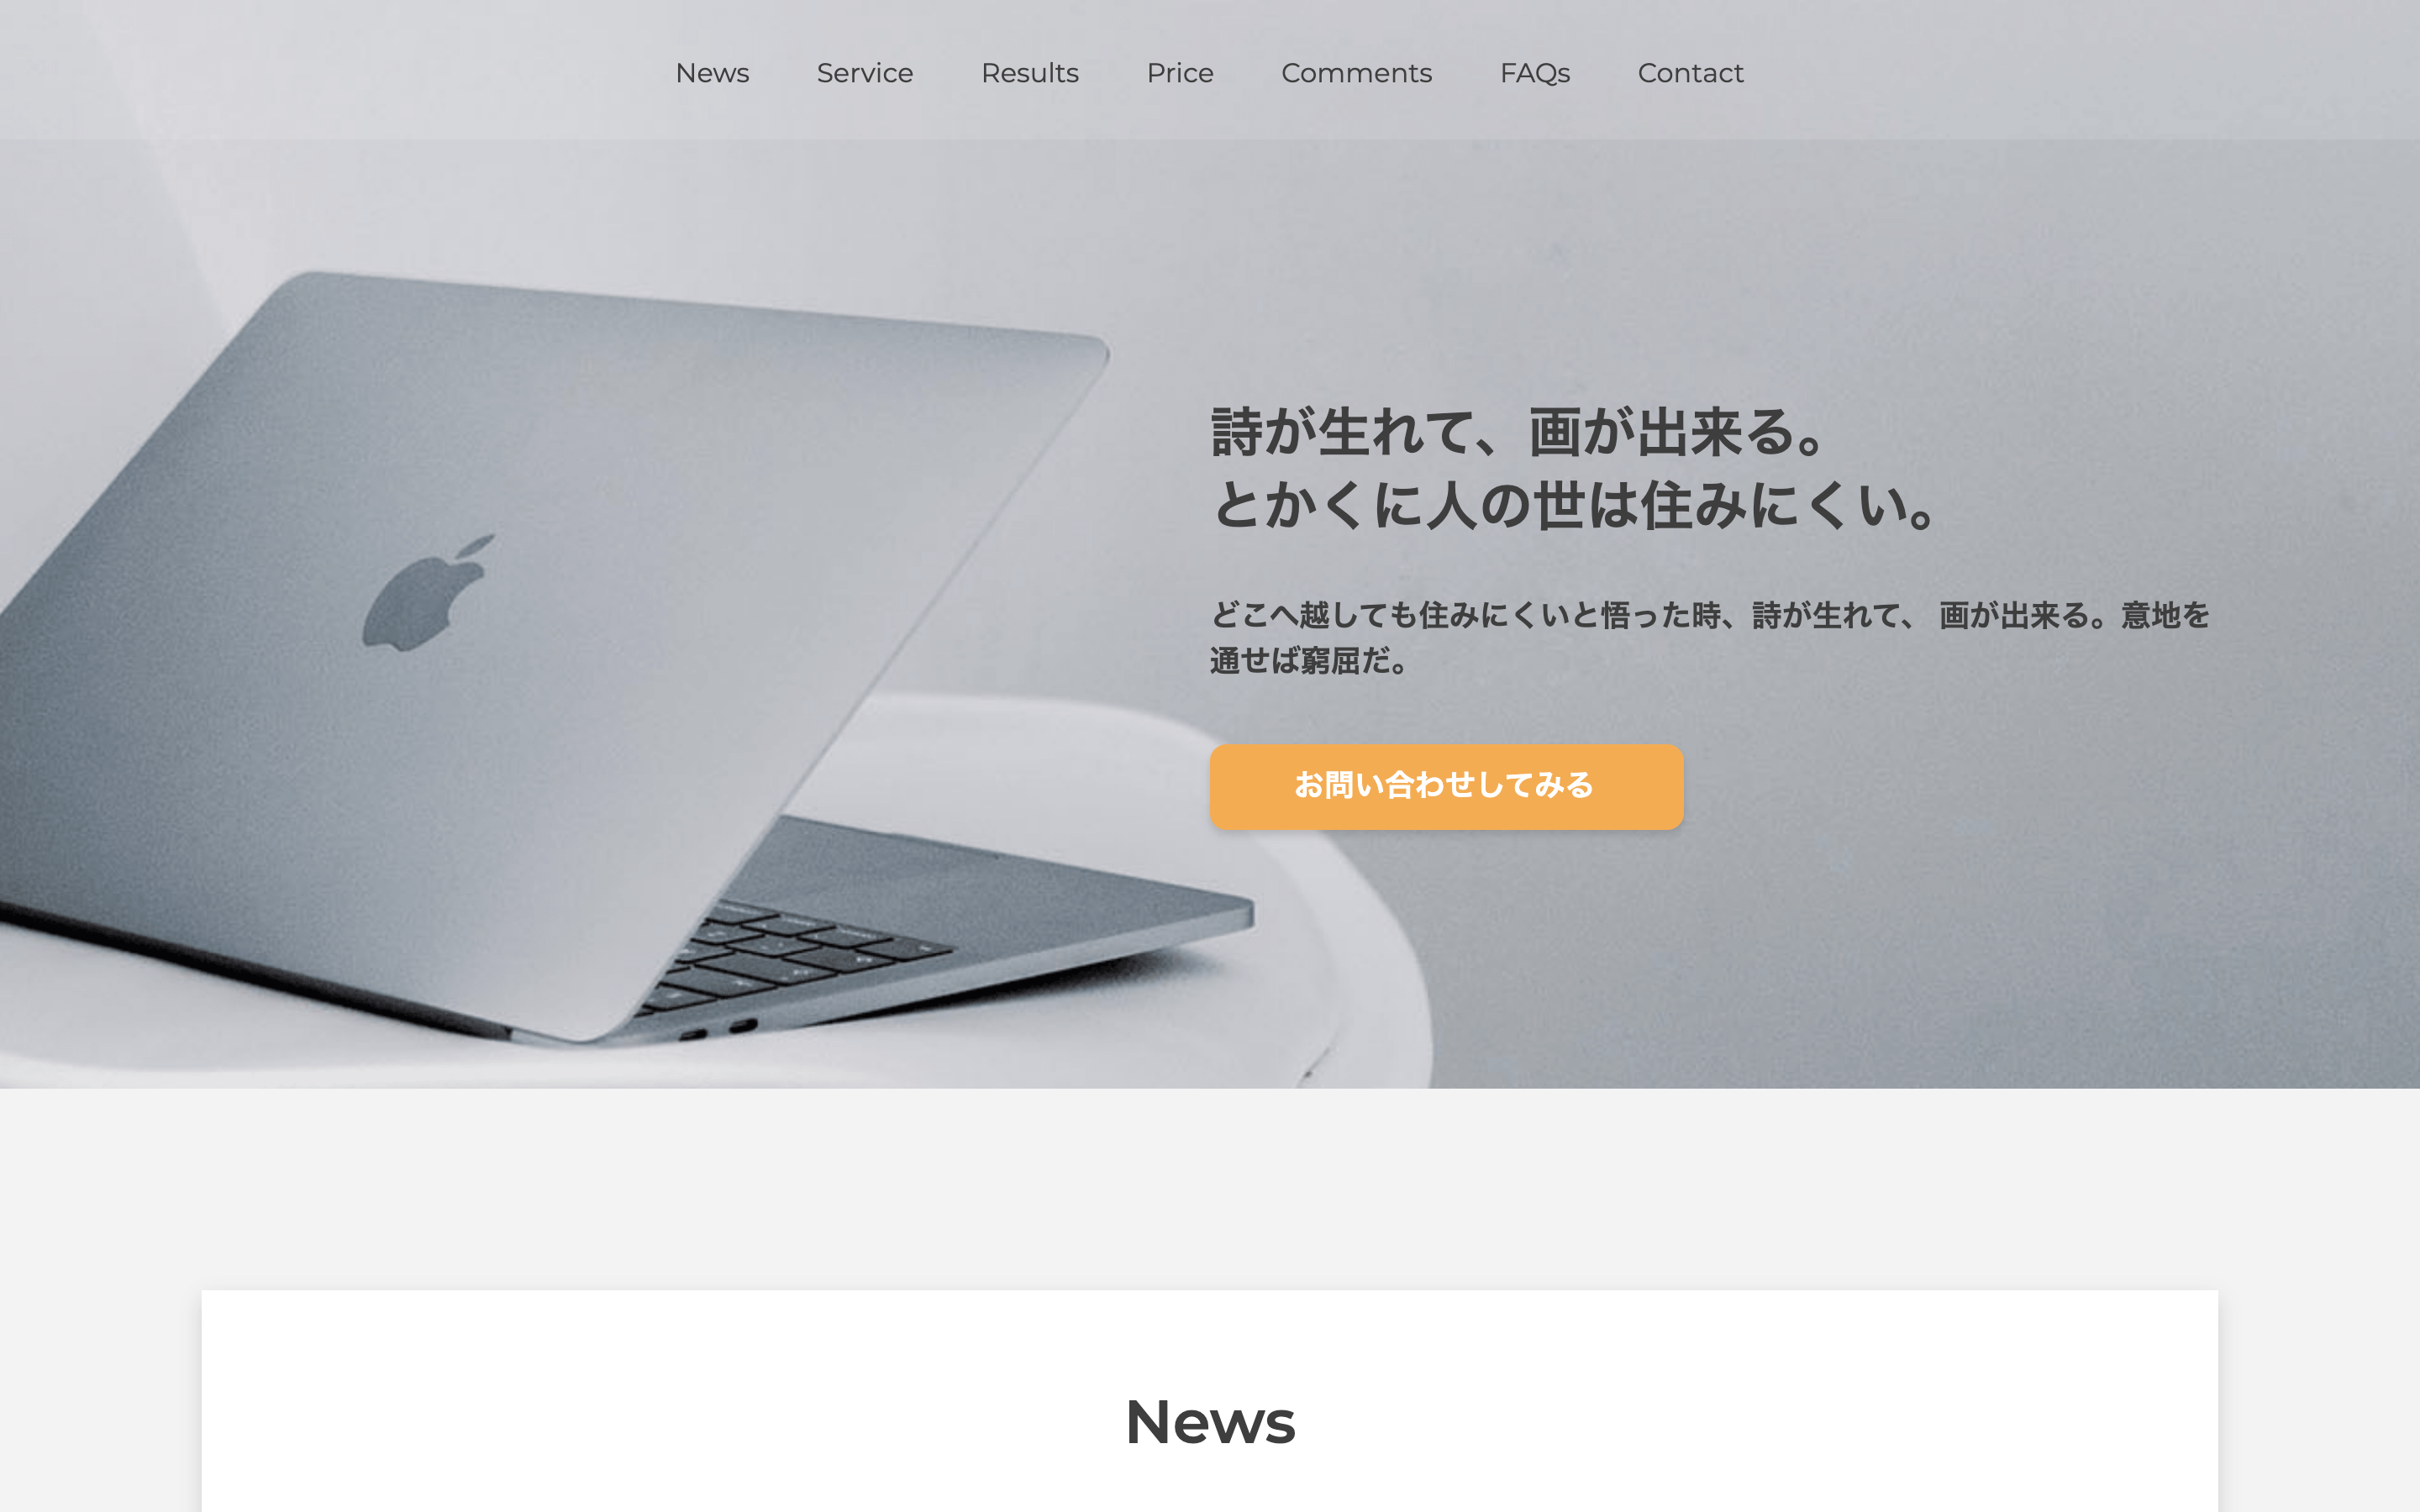 News Service Results Price Comments FAQs Contact
詩が生れて、画が出来る。
とかくに人の世は住みにくい。
どこへ越しても住みにくいと悟った時、詩が生れて、 画が出来る。意地を
通せば窮屈だ。
お問い合わせしてみる
News